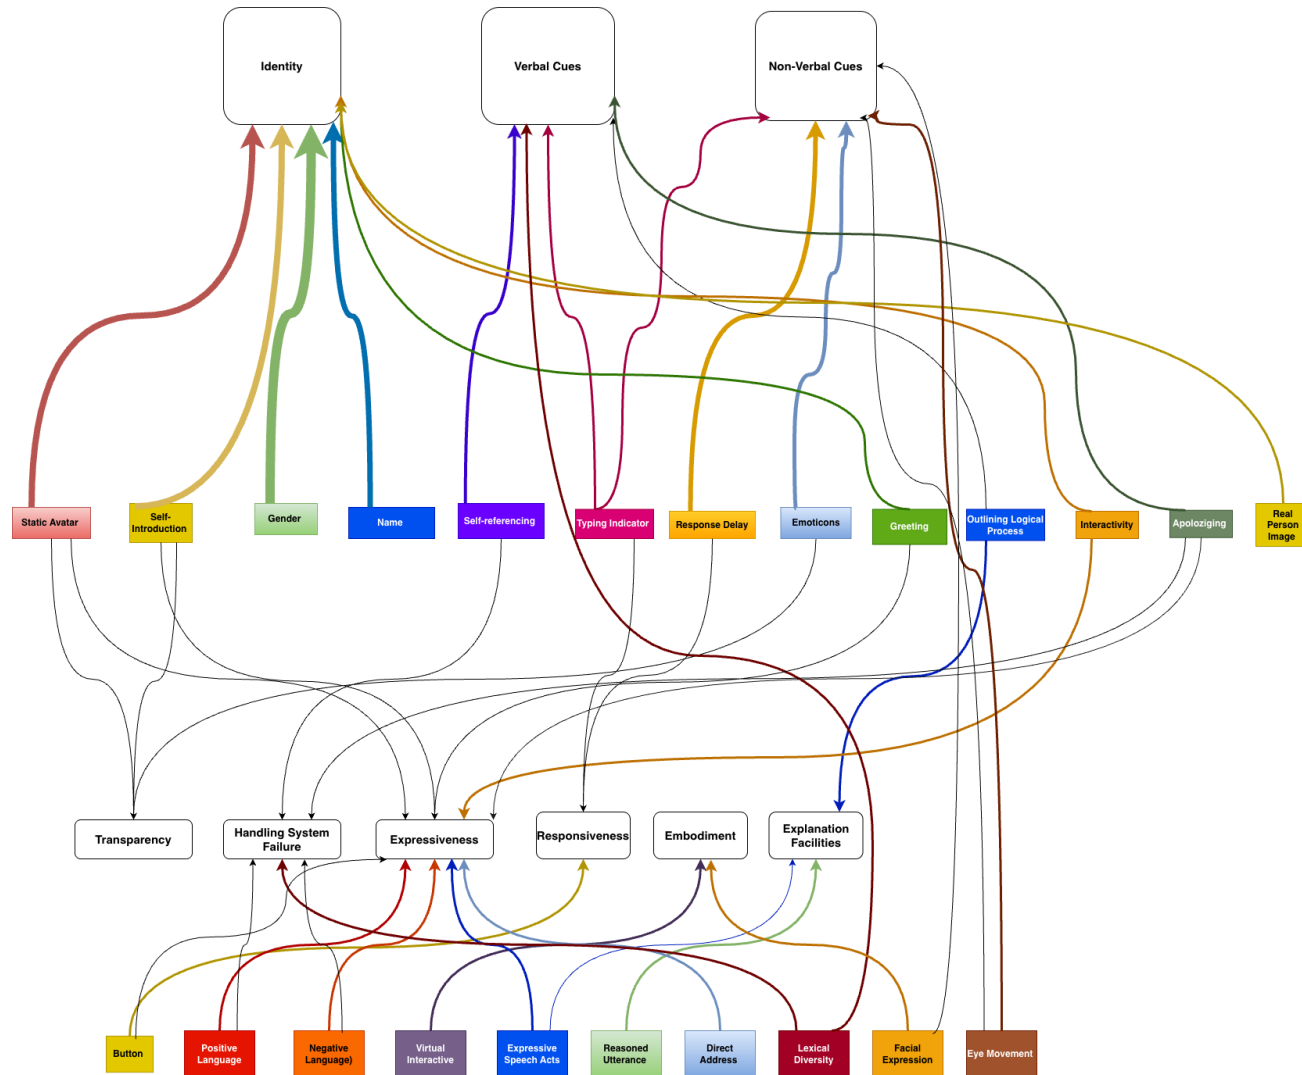 Identity
Verbal Cues
Non-Verbal Cues
Static Avatar
Self-
Introduction
Gender
Name
Self-referencing
Typing Indicator
Response Delay
Emoticons
Greeting
Outlining Logical
Process
Interactivity
Apoloziging
Real
Person
Image
Transparency
Handling System
Failure
Expressiveness
Responsiveness
Embodiment
Explanation
Facilities
Button
Positive
Language
Negative
Language)
Virtual
Interactive
Expressive
Speech Acts
Reasoned
Utterance
Direct
Address
Lexical
Diversity
Facial
Expression
Eye Movement